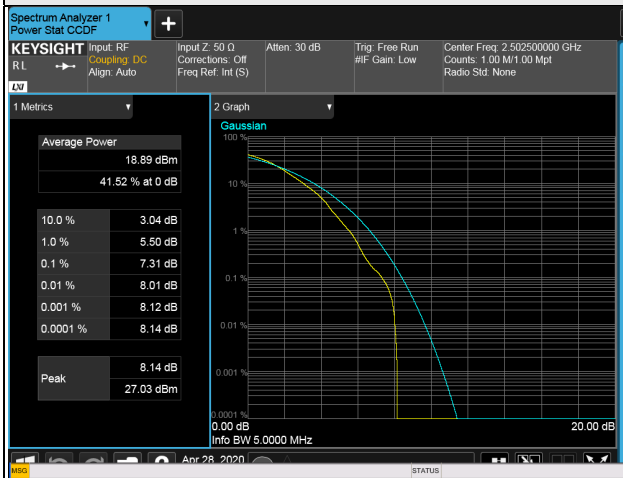 Spectrum Analyzer 1
Power Stat CCDF
+
KEYSIGHT
R L
LXI
Input: RF
Coupling: DC
Align: Auto
Input Z: 50 Ω
Corrections: Off
Freq Ref: Int (S)
Atten: 30 dB
Trig: Free Run
#IF Gain: Low
Center Freq: 2.502500000 GHz
Counts: 1.00 M/1.00 Mpt
Radio Std: None
1 Metrics
Average Power
18.89 dBm
41.52 % at 0 dB
10.0 % 3.04 dB
1.0 % 5.50 dB
0.1 % 7.31 dB
0.01 % 8.01 dB
0.001 % 8.12 dB
0.0001 % 8.14 dB
Peak
8.14 dB
27.03 dBm
2 Graph
Gaussian
100 %
10 %
1 %
0.1 %
0.01 %
0.001 %
0.0001 %
0.00 dB 20.00 dB
Info BW 5.0000 MHz
Apr 28, 2020
MSG STATUS